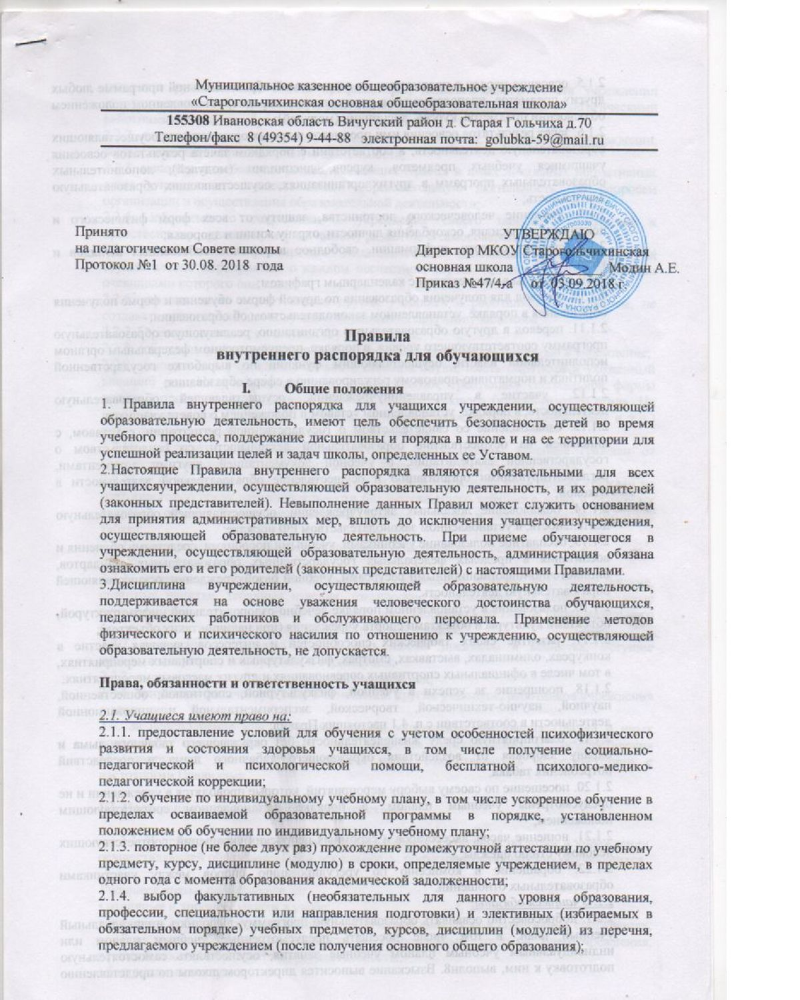 Муниципальное казенное общеобразовательное учреждение
«Старогольчихинская основная общеобразовательная школа»
155308 Ивановская область Вичугский район д. Старая Гольчиха д.70
Телефон/факс 8 (49354) 9-44-88 электронная почта: golubka-59@mail.ru
Принято
на педагогическом Совете школы
Протокол №1 от 30.08. 2018 года
УТВЕРЖДАЮ
Директор МКОУ Старогольчихинская
основная школа Модин А.Е.
Приказ №47/4-а от 03.09.2018 г
Правила
внутреннего распорядка для обучающихся
I. Общие положения
1. Правила внутреннего распорядка для учащихся учреждении, осуществляющей
образовательную деятельность, имеют цель обеспечить безопасность детей во время
учебного процесса, поддержание дисциплины и порядка в школе и на ее территории для
успешной реализации целей и задач школы, определенных ее Уставом.
2.Настоящие Правила внутреннего распорядка являются обязательными для всех
учащихсяучреждении, осуществляющей образовательную деятельность, и их родителей
(законных представителей). Невыполнение данных Правил может служить основанием
для принятия административных мер, вплоть до исключения учащегосяизучреждения,
осуществляющей образовательную деятельность. При приеме обучающегося в
учреждении, осуществляющей образовательную деятельность, администрация обязана
ознакомить его и его родителей (законных представителей) с настоящими Правилами.
3.Дисциплина вучреждении, осуществляющей образовательную деятельность,
поддерживается на основе уважения человеческого достоинства обучающихся,
педагогических работников и обслуживающего персонала. Применение методов
физического и психического насилия по отношению к учреждению, осуществляющей
образовательную деятельность, не допускается.
Права, обязанности и ответственность учащихся
2.1. Учащиеся имеют право на:
2.1.1. предоставление условий для обучения с учетом особенностей психофизического
развития и состояния здоровья учащихся, в том числе получение социально-
педагогической и психологической помощи, бесплатной психолого-медико-
педагогической коррекции;
2.1.2. обучение по индивидуальному учебному плану, в том числе ускоренное обучение в
пределах осваиваемой образовательной программы в порядке, установленном
положением об обучении по индивидуальному учебному плану;
2.1.3. повторное (не более двух раз) прохождение промежуточной аттестации по учебному
предмету, курсу, дисциплине (модулю) в сроки, определяемые учреждением, в пределах
одного года с момента образования академической задолженности;
2.1.4. выбор факультативных (необязательных для данного уровня образования,
профессии, специальности или направления подготовки) и элективных (избираемых в
обязательном порядке) учебных предметов, курсов, дисциплин (модулей) из перечня,
предлагаемого учреждением (после получения основного общего образования);